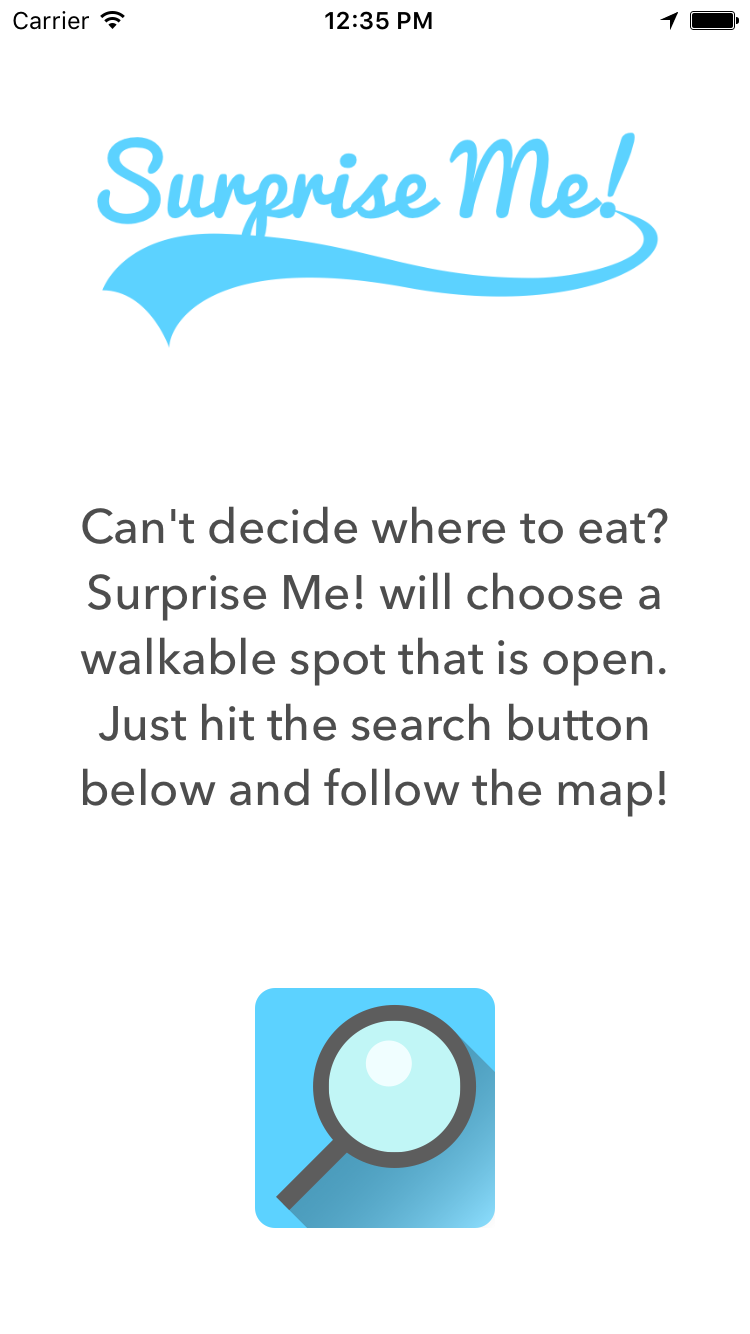 Carrier 12:35 PM
Surprise Me!
Can't decide where to eat?
Surprise Me! will choose a
walkable spot that is open.
Just hit the search button
below and follow the map!